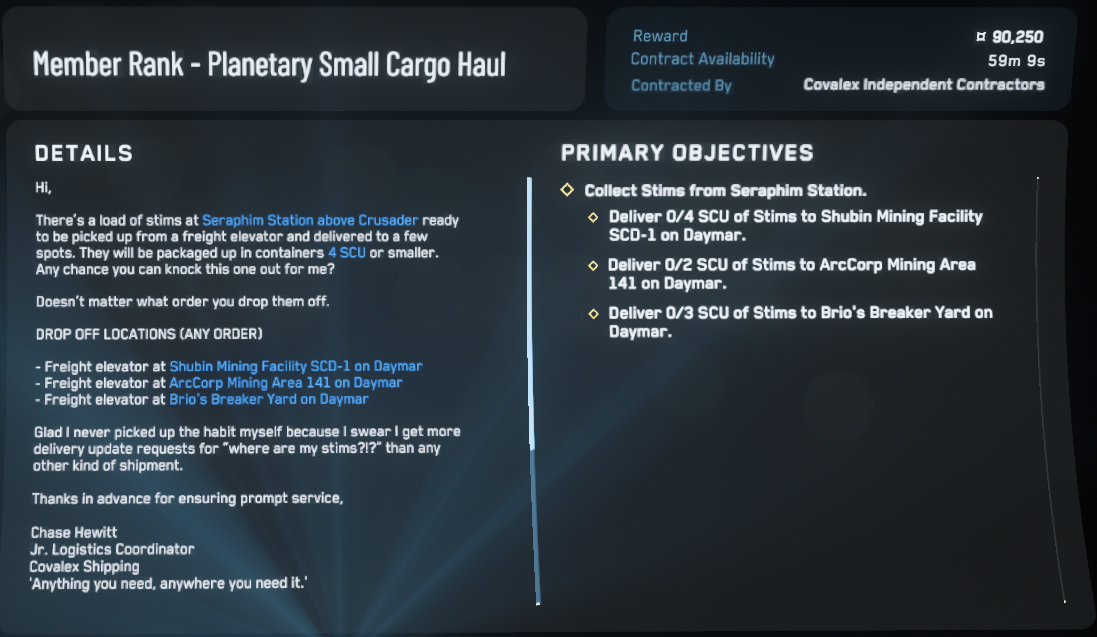 Member Rank - Planetary Small Cargo Haul
Reward ¤ 90,250
Contract Availability 59m 9s
Contracted By Covalex Independent Contractors
DETAILS
Hi,
There's a load of stims at Seraphim Station above Crusader ready
to be picked up from a freight elevator and delivered to a few
spots. They will be packaged up in containers 4 SCU or smaller.
Any chance you can knock this one out for me?
Doesn't matter what order you drop them off.
DROP OFF LOCATIONS (ANY ORDER)
- Freight elevator at Shubin Mining Facility SCD-1 on Daymar
- Freight elevator at ArcCorp Mining Area 141 on Daymar
- Freight elevator at Brio's Breaker Yard on Daymar
Glad I never picked up the habit myself because I swear I get more
delivery update requests for "where are my stims?!?" than any
other kind of shipment.
Thanks in advance for ensuring prompt service,
Chase Hewitt
Jr. Logistics Coordinator
Covalex Shipping
'Anything you need, anywhere you need it.'
PRIMARY OBJECTIVES
Collect Stims from Seraphim Station.
Deliver 0/4 SCU of Stims to Shubin Mining Facility
SCD-1 on Daymar.
Deliver 0/2 SCU of Stims to ArcCorp Mining Area
141 on Daymar.
Deliver 0/3 SCU of Stims to Brio's Breaker Yard on
Daymar.